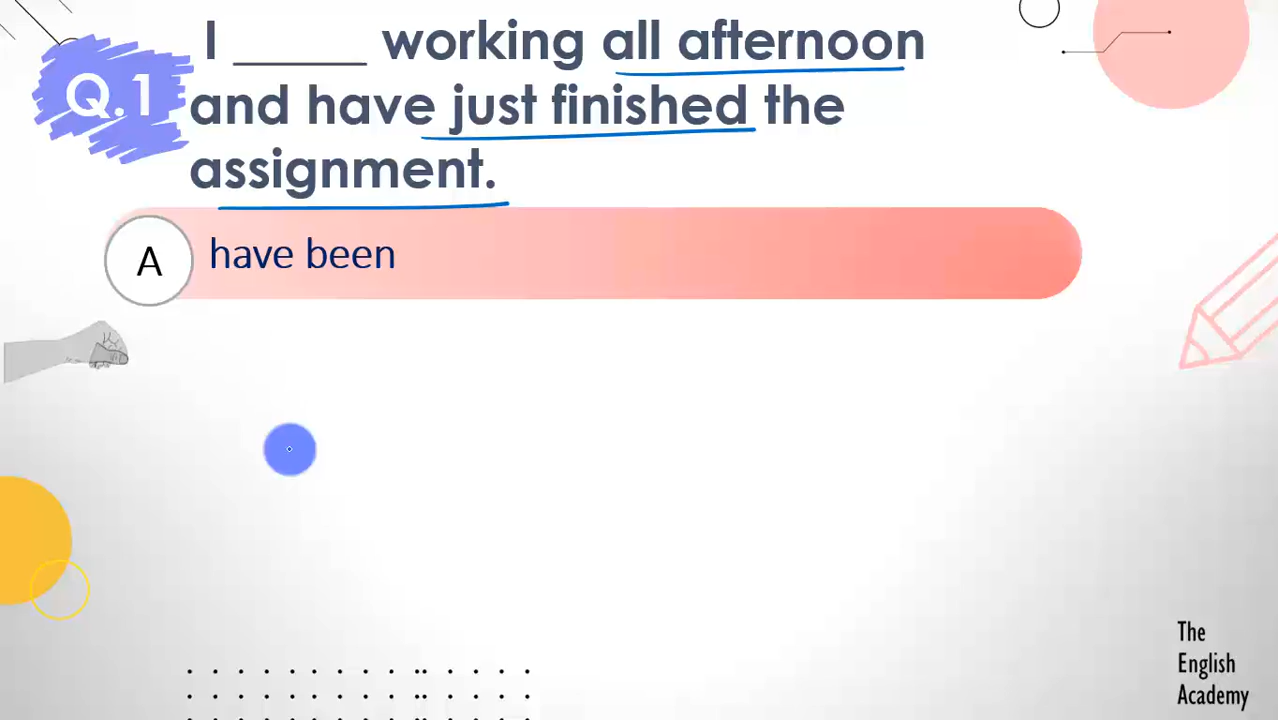 Q.1
I _____ working all afternoon
and have just finished the
assignment.
A
have been
The
English
Academy